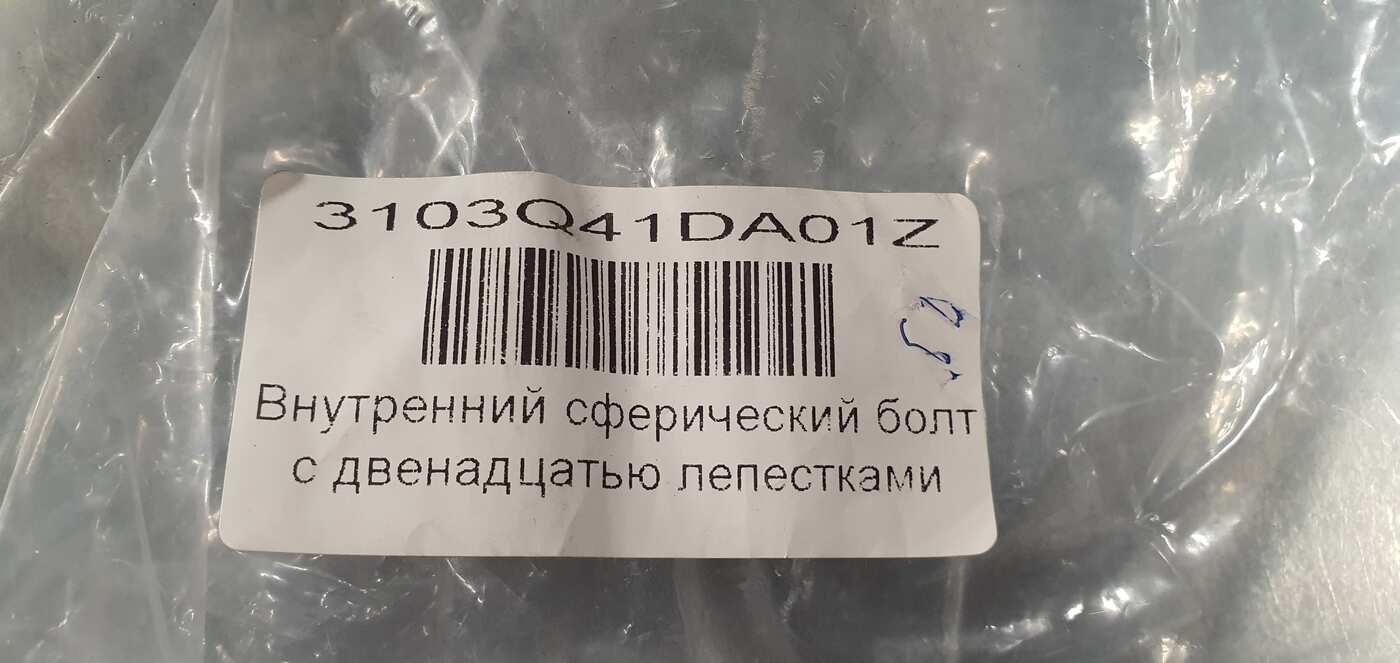 3103Q41DA01Z
Внутренний сферический болт
с двенадцатью лепестками